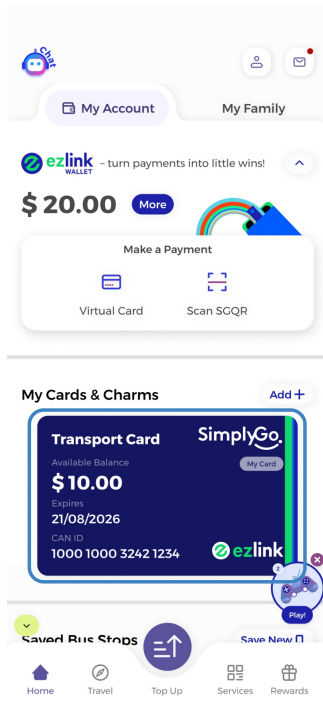 Chat
My Account
My Family
ezlink
WALLET
– turn payments into little wins!
$ 20.00
More
Make a Payment
Virtual Card
Scan SGQR
My Cards & Charms
Add +
Transport Card
SimplyGo.
Available Balance
My Card
$ 10.00
Expires
21/08/2026
CAN ID
1000 1000 3242 1234
ezlink
2
Play!
Saved Bus Stops
Save New
Home
Travel
Top Up
Services
Rewards